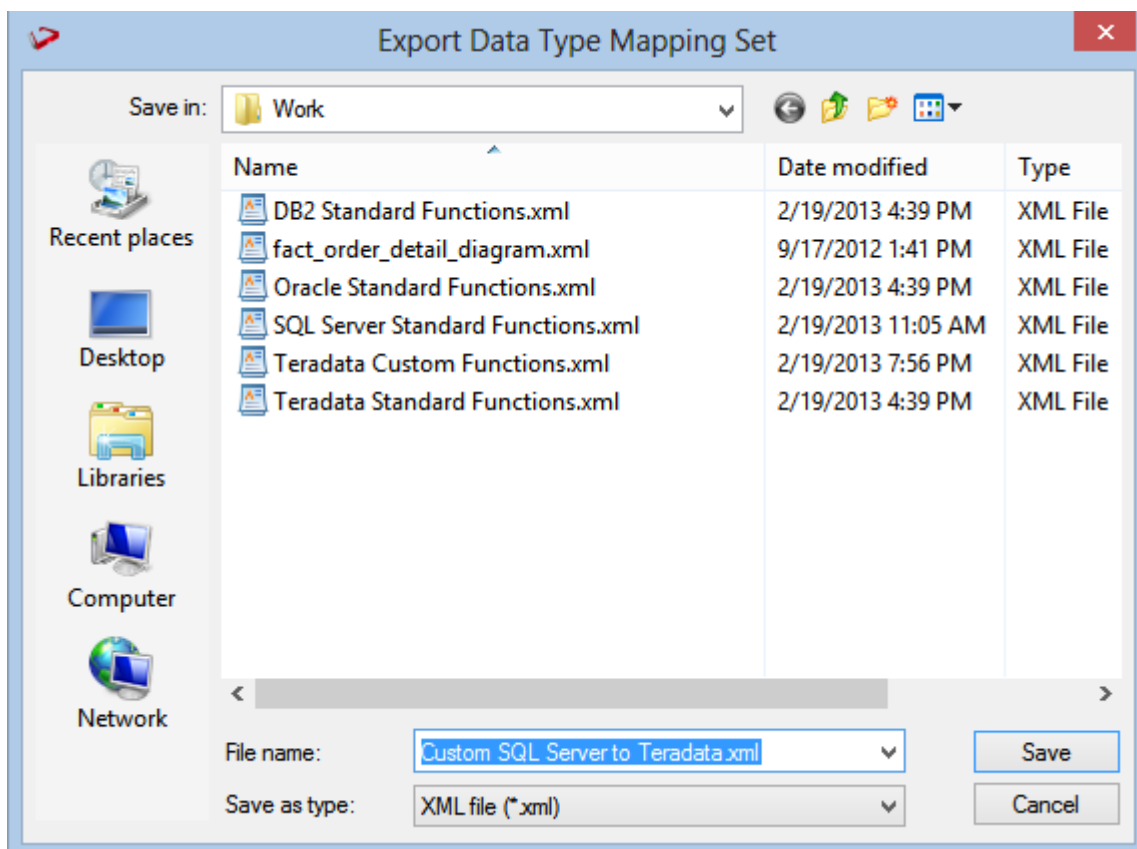 Export Data Type Mapping Set
Save in: Work
Name Date modified Type
DB2 Standard Functions.xml 2/19/2013 4:39 PM XML File
fact_order_detail_diagram.xml 9/17/2012 1:41 PM XML File
Oracle Standard Functions.xml 2/19/2013 4:39 PM XML File
SQL Server Standard Functions.xml 2/19/2013 11:05 AM XML File
Teradata Custom Functions.xml 2/19/2013 7:56 PM XML File
Teradata Standard Functions.xml 2/19/2013 4:39 PM XML File
Recent places
Desktop
Libraries
Computer
Network
File name: Custom SQL Server to Teradata.xml Save
Save as type: XML file (*.xml) Cancel